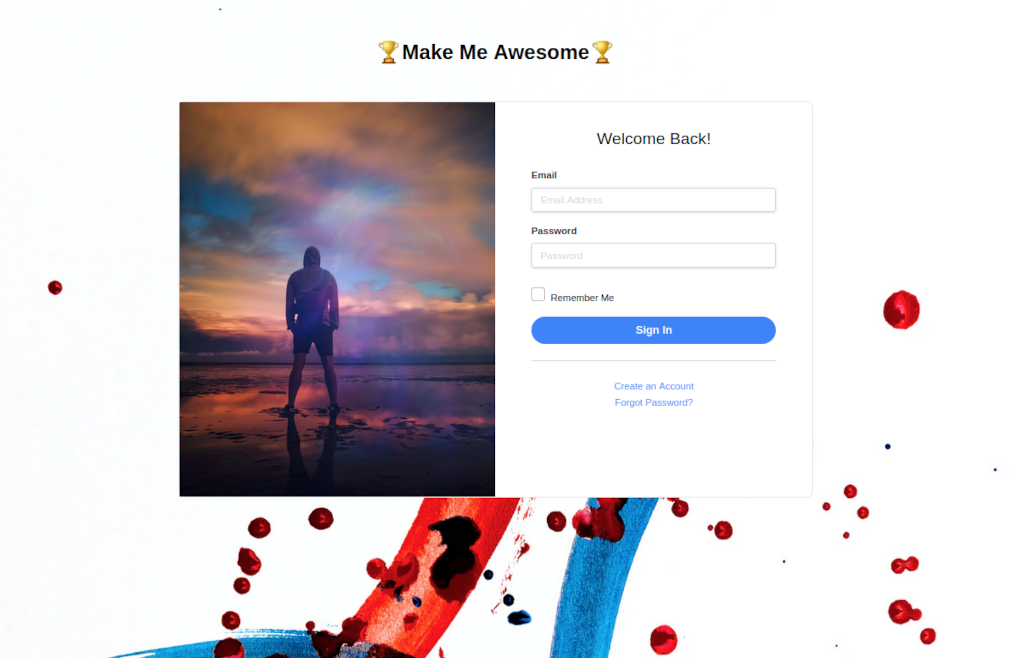 🏆Make Me Awesome🏆
Welcome Back!
Email
Email Address
Password
Password
Remember Me
Sign In
Create an Account
Forgot Password?